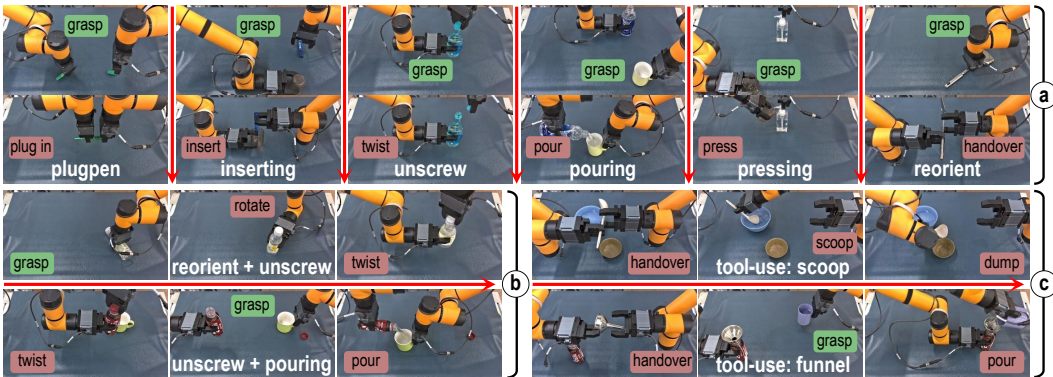 grasp
grasp
grasp
grasp
grasp
grasp
grasp
plug in
insert
twist
pour
press
handover
plugpen
inserting
unscrew
pouring
pressing
reorient
a
grasp
rotate
twist
reorient + unscrew
b
twist
grasp
pour
unscrew + pouring
handover
scoop
dump
tool-use: scoop
c
handover
grasp
pour
tool-use: funnel